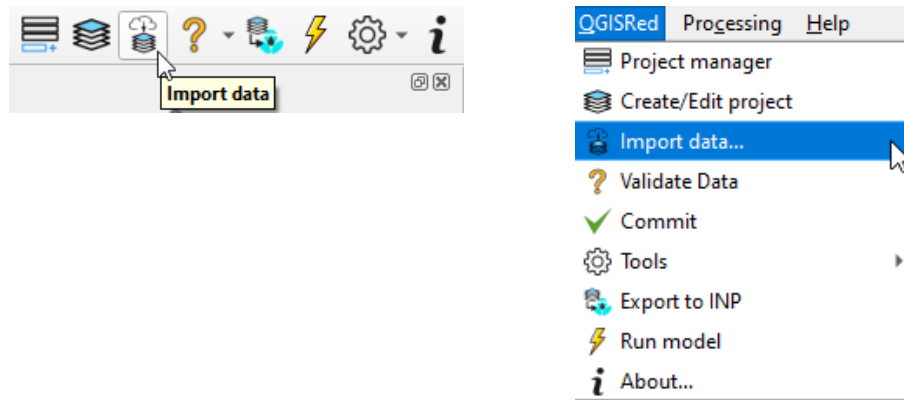 Import data
QGISRed Processing Help
Project manager
Create/Edit project
Import data...
Validate Data
Commit
Tools
Export to INP
Run model
About...